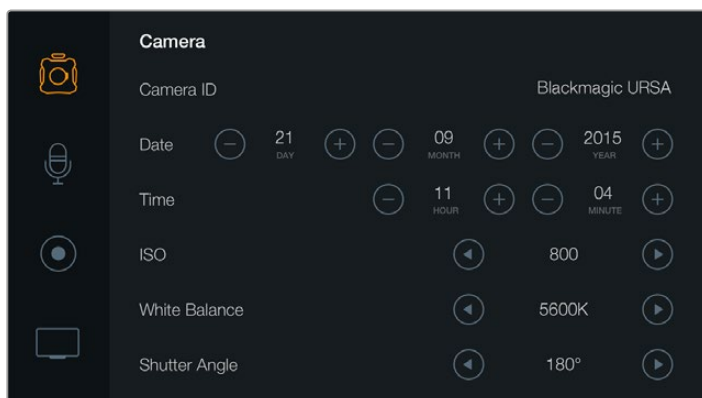 Camera
Camera ID Blackmagic URSA
Date 21 09 2015
DAY MONTH YEAR
Time 11 04
HOUR MINUTE
ISO 800
White Balance 5600K
Shutter Angle 180°